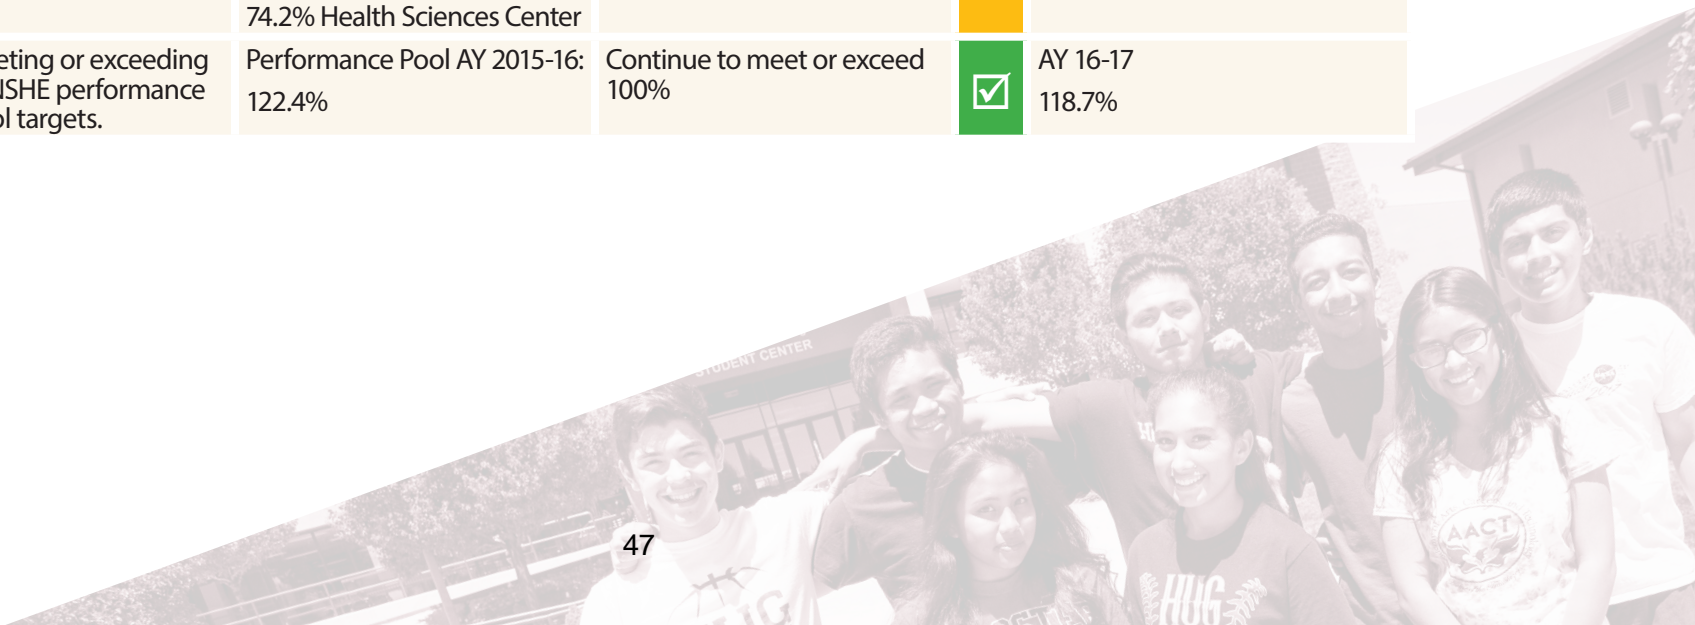 74.2% Health Sciences Center
eting or exceeding
NSHE performance
ol targets.
Performance Pool AY 2015-16:
122.4%
Continue to meet or exceed
100%
AY 16-17
118.7%
STUDENT CENTER
AACT
HUG
47